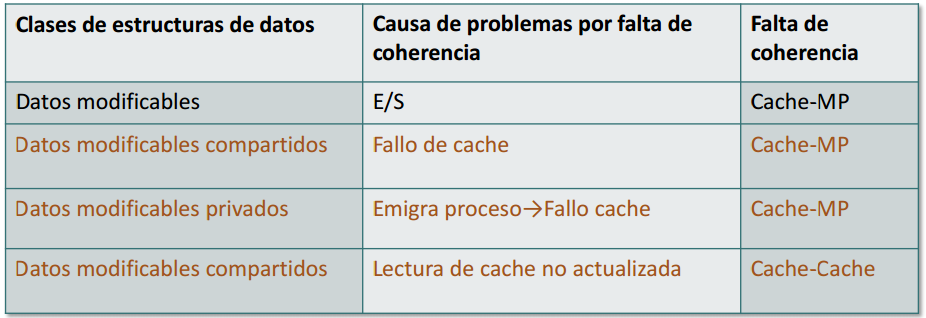 Clases de estructuras de datos
Causa de problemas por falta de
coherencia
Falta de
coherencia
Datos modificables
E/S
Cache-MP
Datos modificables compartidos
Fallo de cache
Cache-MP
Datos modificables privados
Emigra proceso→Fallo cache
Cache-MP
Datos modificables compartidos
Lectura de cache no actualizada
Cache-Cache